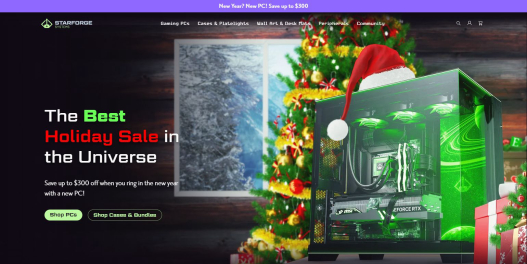 New Year? New PC! Save up to $300
STARFORGE
SYSTEMS
Gaming PCs Cases & Platelights Wall Art & Desk Mats Peripherals Community
The Best
Holiday Sale in
the Universe
Save up to $300 off when you ring in the new year
with a new PC!
Shop PCs Shop Cases & Bundles
GEFORCE RTX